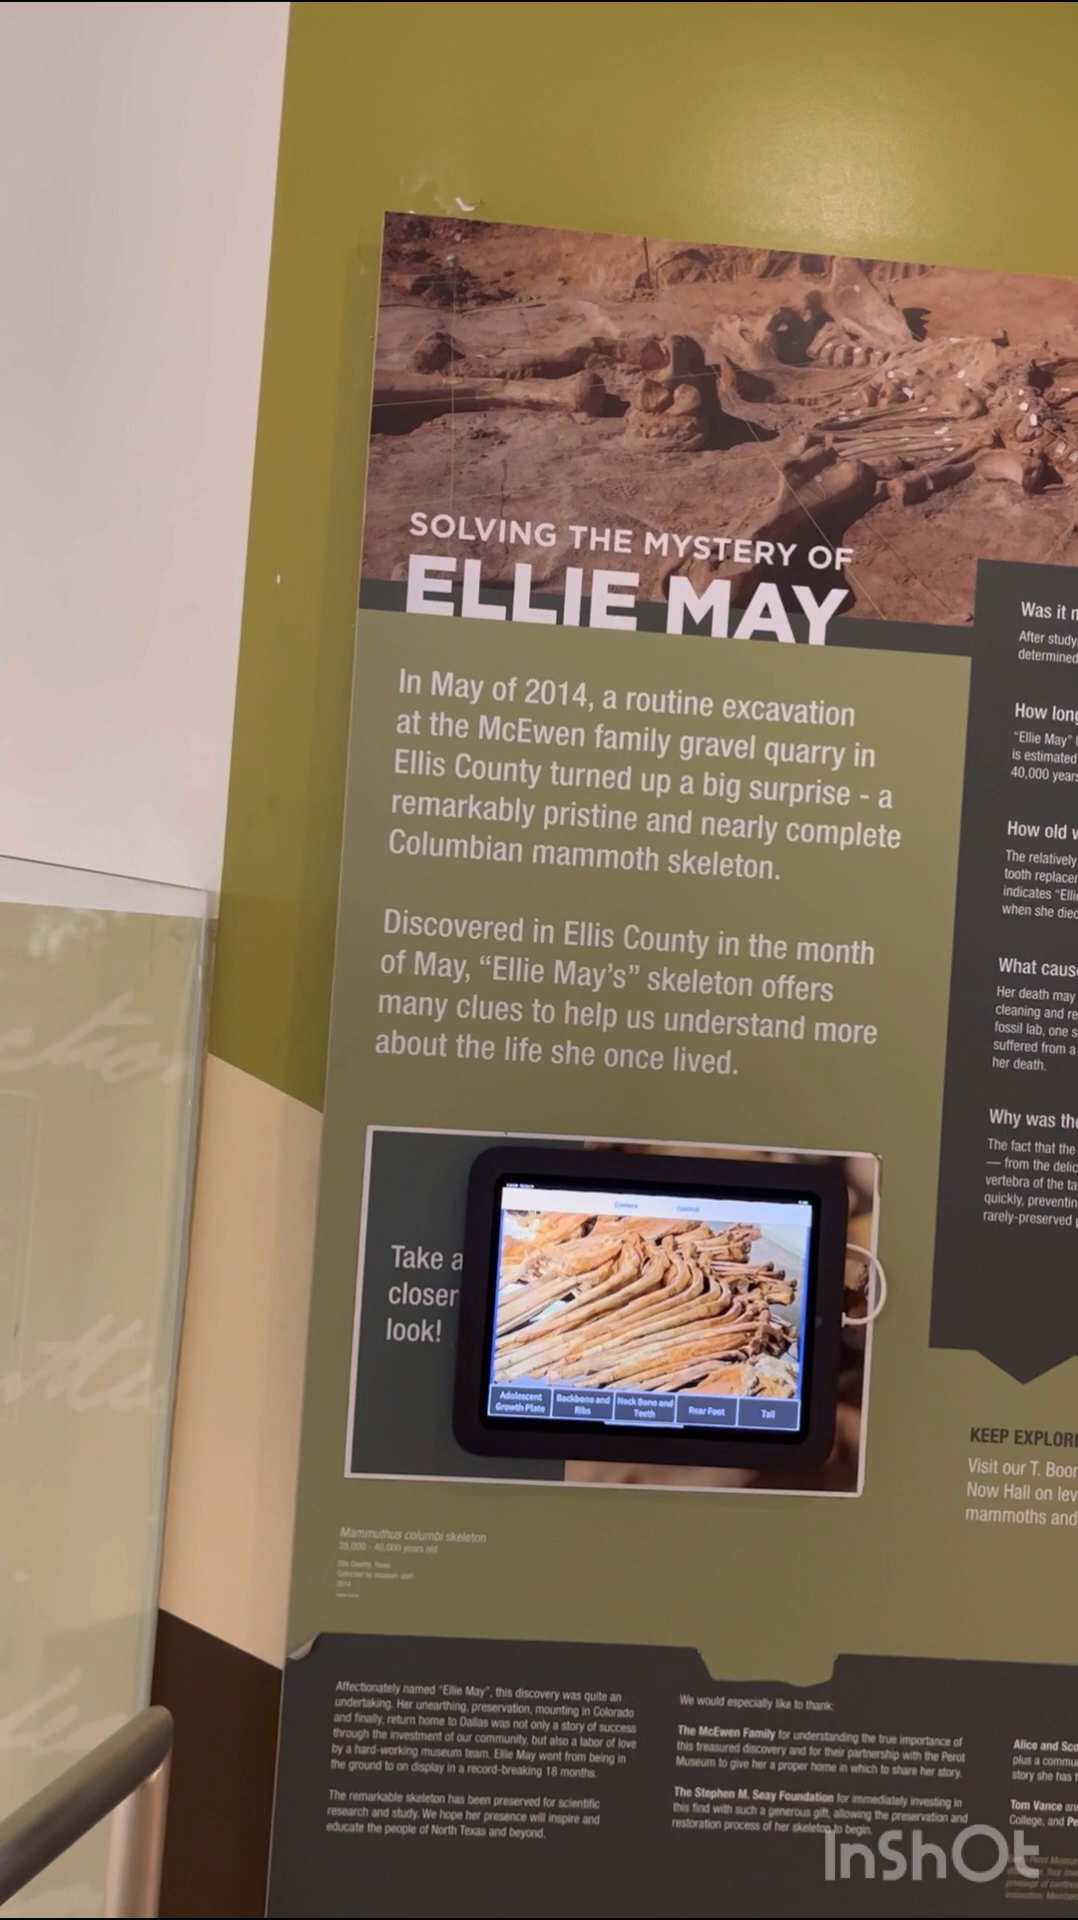 SOLVING THE MYSTERY OF
ELLIE MAY
In May of 2014, a routine excavation
at the McEwen family gravel quarry in
Ellis County turned up a big surprise - a
remarkably pristine and nearly complete
Columbian mammoth skeleton.
Discovered in Ellis County in the month
of May, “Ellie May’s” skeleton offers
many clues to help us understand more
about the life she once lived.
Take a
closer
look!
Adolescent
Growth Plate
Backbone and
Ribs
Neck Bone and
Teeth
Rear Foot
Tail
Mammuthus columbi skeleton
35,000 - 40,000 years old
Ellis County, Texas
Collected by museum staff
2014
Was it
After study
determined
How long
“Ellie May”
is estimated
40,000 years
How old
The relatively
tooth
indicates
when she died
What
Her death may
cleaning and
fossil lab, one
suffered from a
her death.
Why was
The fact that the
— from the
vertebra of the
quickly,
rarely-preserved
KEEP
Visit our T.
Now Hall on
mammoths and
Affectionately named “Ellie May”, this discovery was quite an
undertaking. Her unearthing, preservation, mounting in Colorado
and finally, return home to Dallas was not only a story of success
through the investment of our community, but also a labor of love
by a hard-working museum team. Ellie May went from being in
the ground to on display in a record-breaking 18 months.
The remarkable skeleton has been preserved for scientific
research and study. We hope her presence will inspire and
educate the people of North Texas and beyond.
We would especially like to thank:
The McEwen Family for understanding the true importance of
this treasured discovery and for their partnership with the Perot
Museum to give her a proper home in which to share her story.
The Stephen M. Seay Foundation for immediately investing in
this find with such a generous gift, allowing the preservation and
restoration process of her skeleton to begin.
Alice and
plus a
story she has
Tom Vance
College, and
InShOt